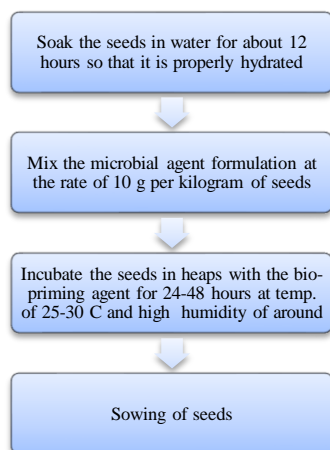 Soak the seeds in water for about 12
hours so that it is properly hydrated
Mix the microbial agent formulation at
the rate of 10 g per kilogram of seeds
Incubate the seeds in heaps with the bio-
priming agent for 24-48 hours at temp.
of 25-30 C and high humidity of around
Sowing of seeds